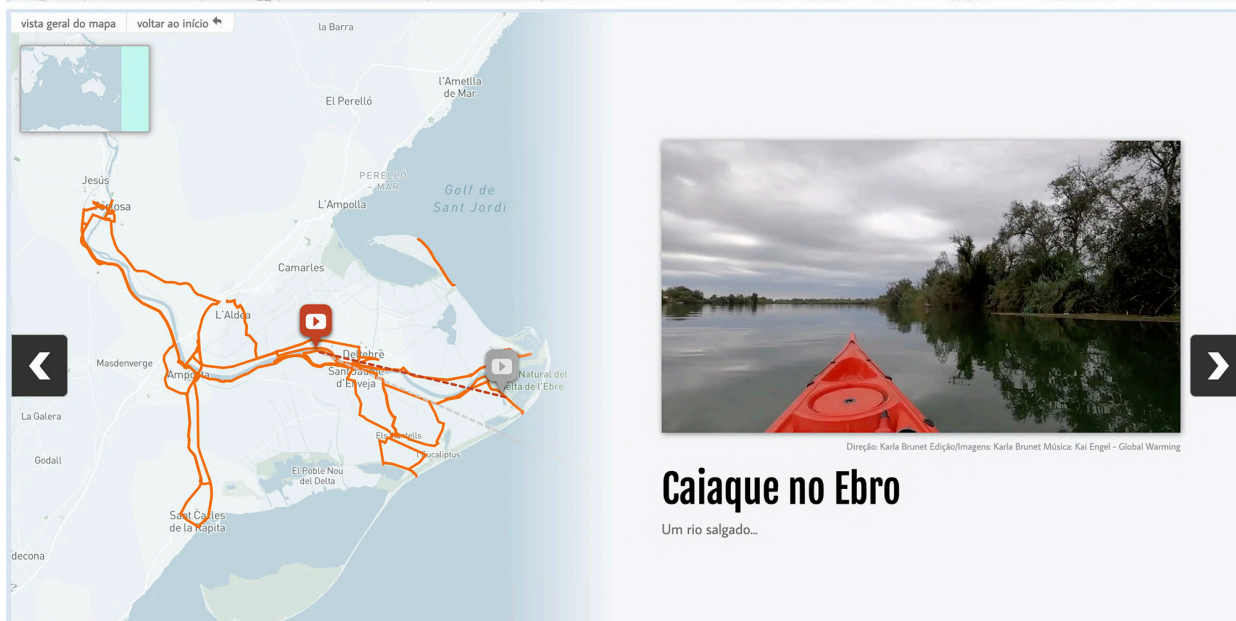 vista geral do mapa
voltar ao início
la Barra
l'Ametlla
de Mar
El Perelló
Jesús
PERELLÓ
- MAR
Golf de
Sant Jordi
L'Ampolla
Camarles
L'Aldea
Deltebre
Masdenverge
Amposta
Sant Jaume
d'Enveja
Natural del
Delta de l'Ebre
La Galera
Els Muntells
l'Eucaliptus
Godall
El Poble Nou
del Delta
Sant Carles
de la Ràpita
decona
Direção: Karla Brunet Edição/Imagens: Karla Brunet Música: Kai Engel - Global Warming
Caiaque no Ebro
Um rio salgado...